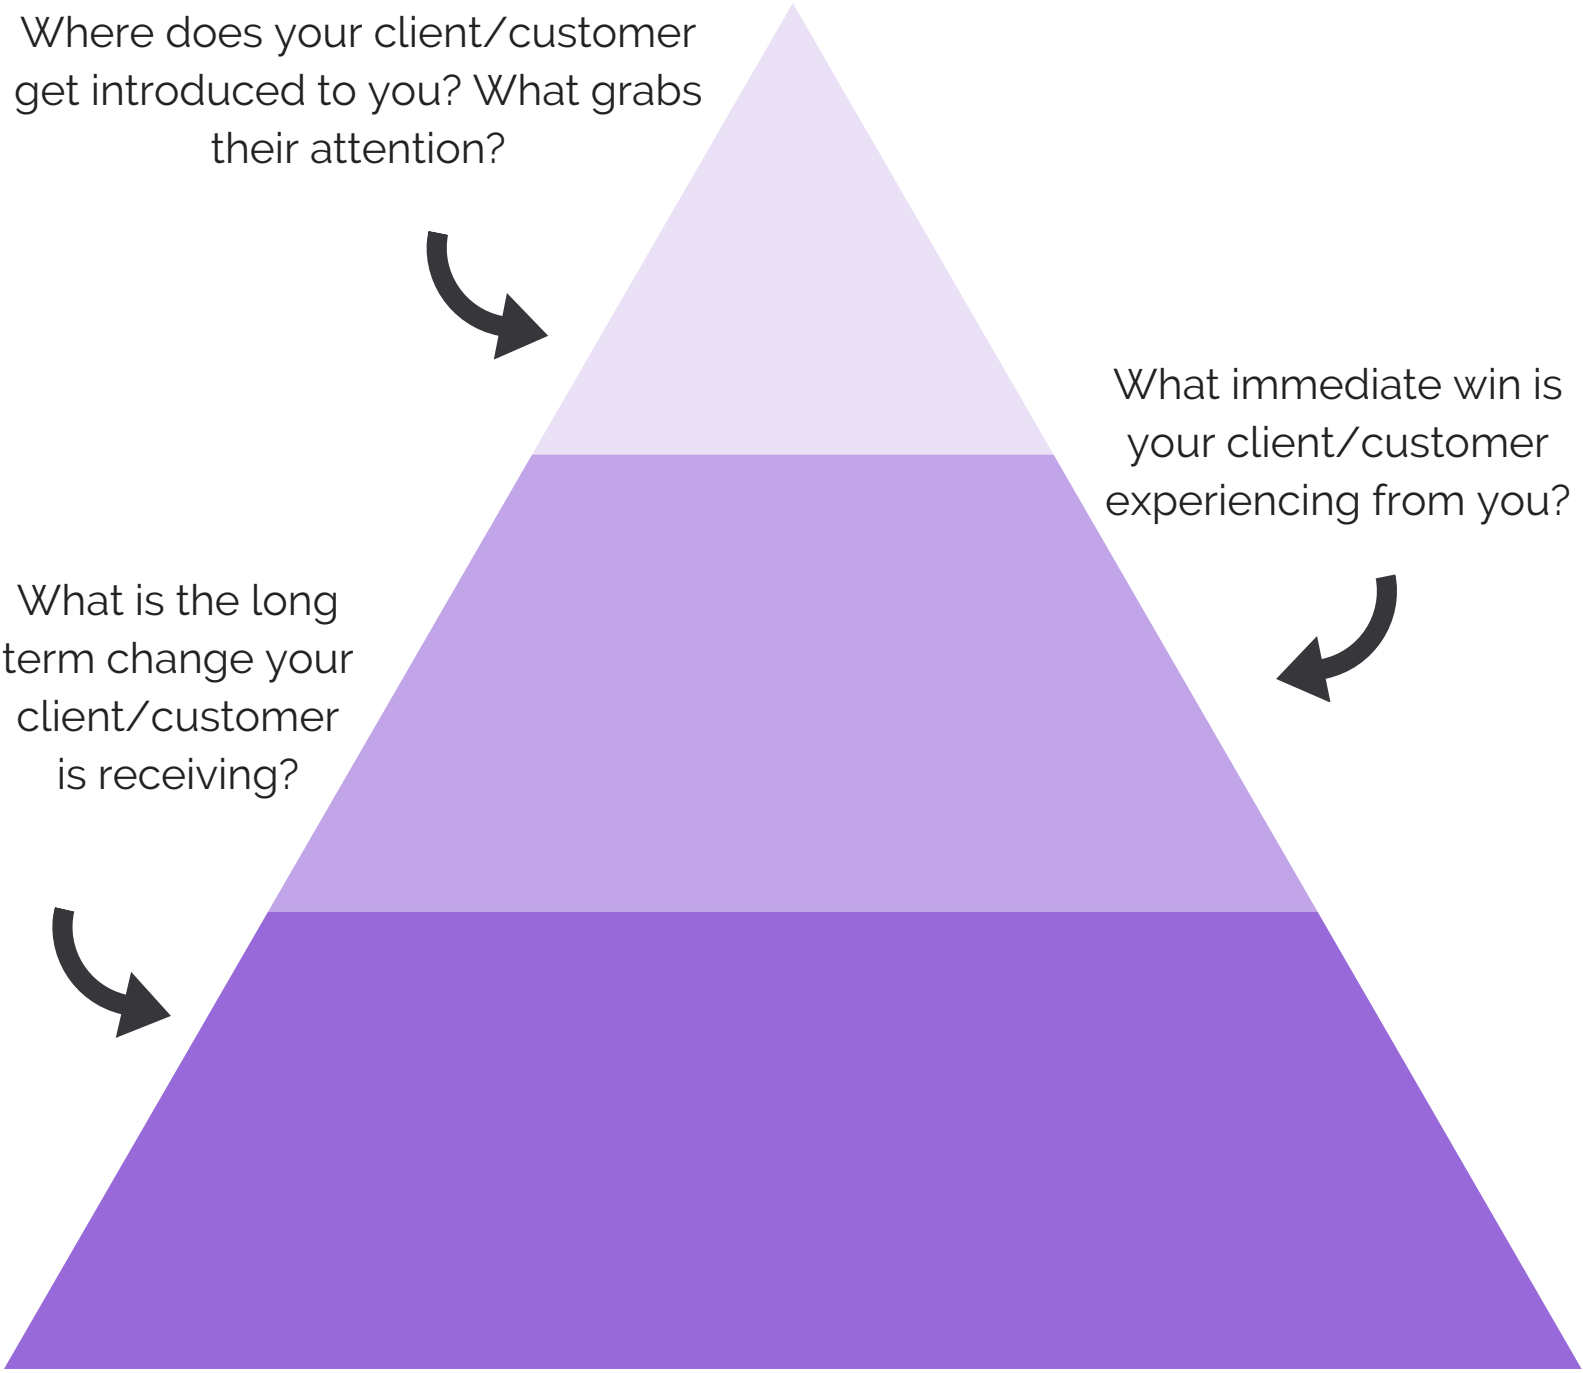 Where does your client/customer
get introduced to you? What grabs
their attention?
What immediate win is
your client/customer
experiencing from you?
What is the long
term change your
client/customer
is receiving?